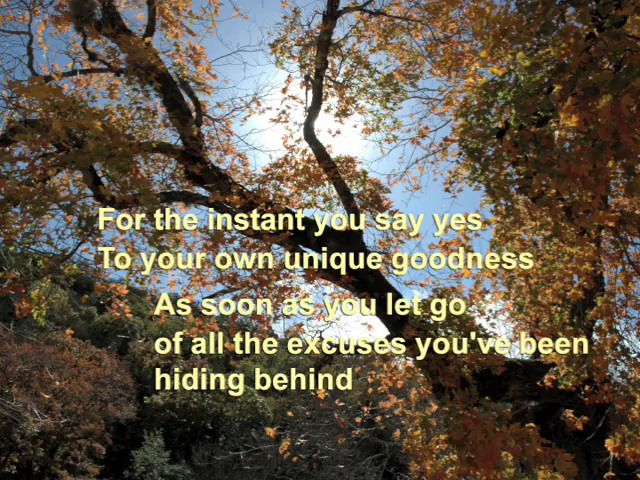 For the instant you say yes
To your own unique goodness
As soon as you let go
of all the excuses you've been
hiding behind